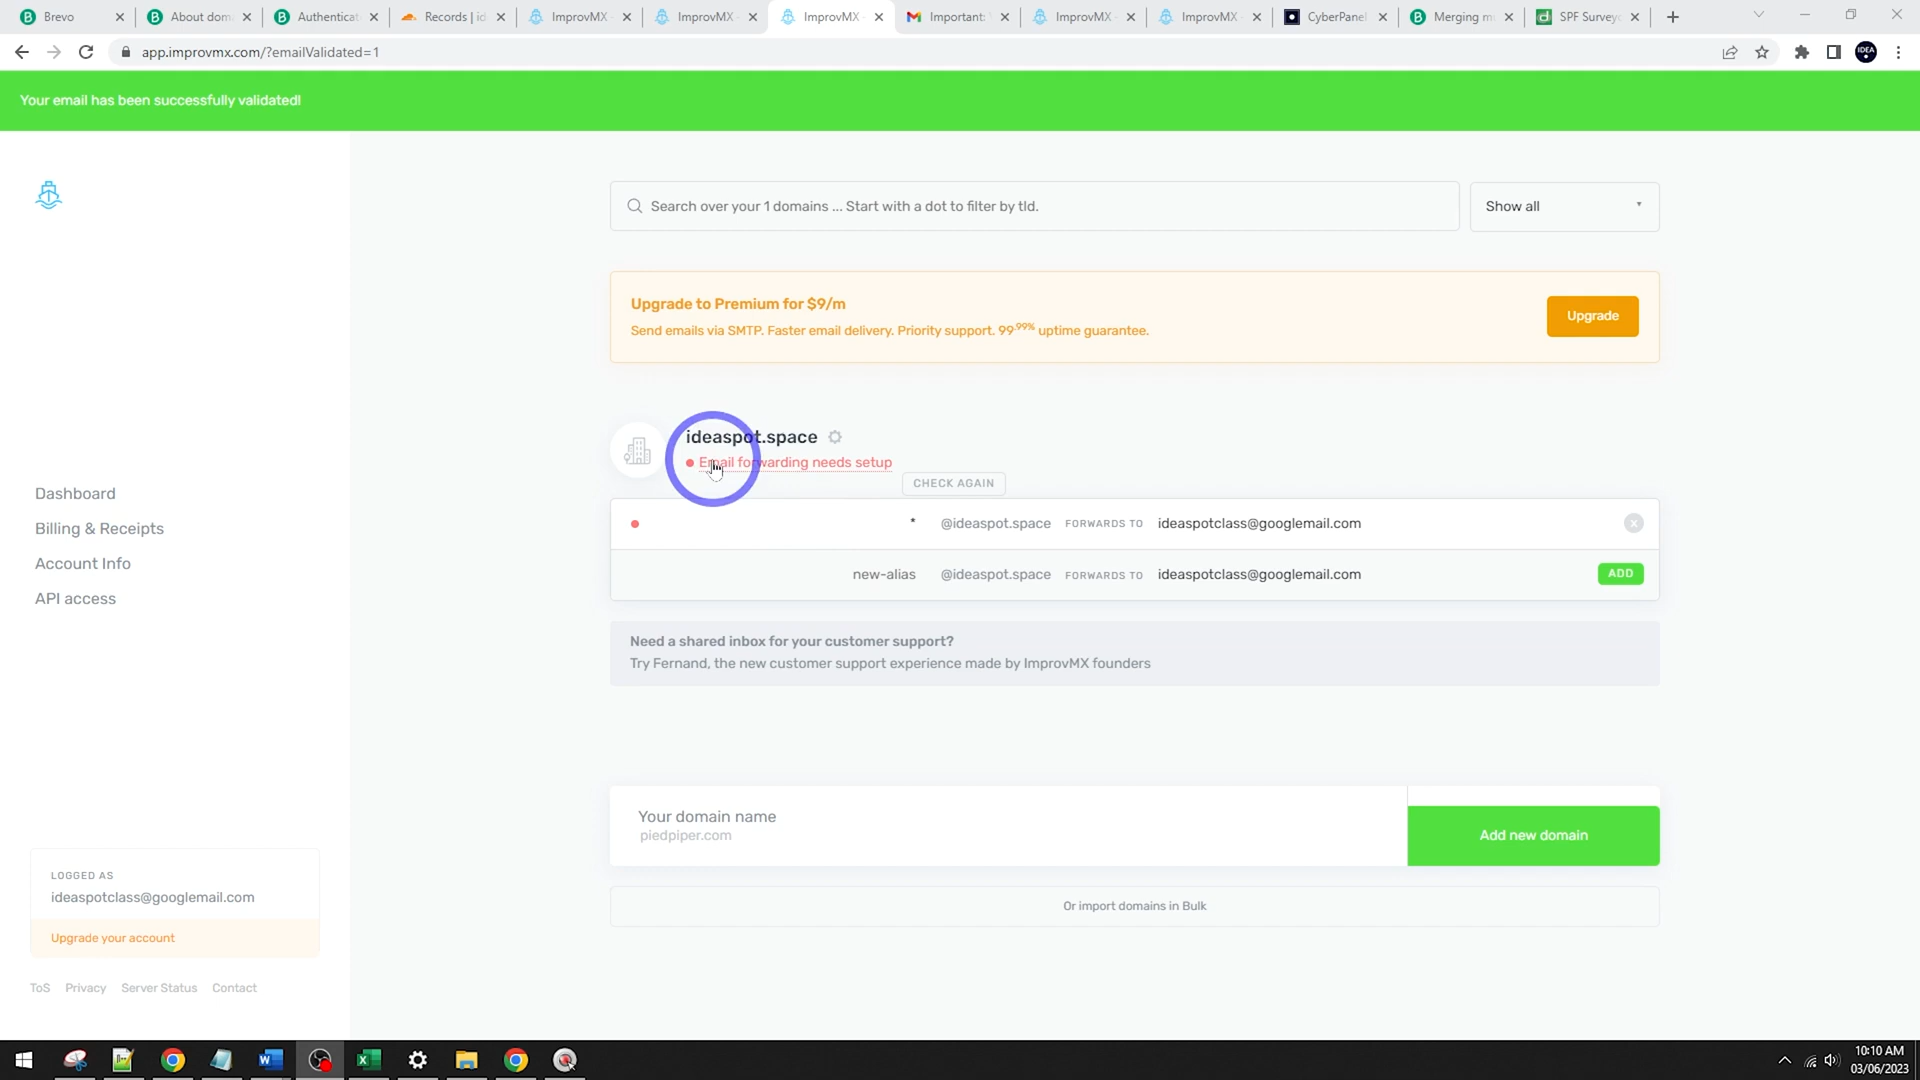 Brevo
About dom
Authenticat
Records | id
ImprovMX -
ImprovMX -
ImprovMX -
Important: Y
ImprovMX -
ImprovMX -
CyberPanel
Merging mu
SPF Surveyo
app.improvmx.com/?emailValidated=1
IDEA
Your email has been successfully validated!
Search over your 1 domains ... Start with a dot to filter by tld.
Show all
Upgrade to Premium for $9/m
Send emails via SMTP. Faster email delivery. Priority support. 99.99% uptime guarantee.
Upgrade
ideaspot.space
Email forwarding needs setup
CHECK AGAIN
* @ideaspot.space FORWARDS TO ideaspotclass@googlemail.com
new-alias @ideaspot.space FORWARDS TO ideaspotclass@googlemail.com ADD
Need a shared inbox for your customer support?
Try Fernand, the new customer support experience made by ImprovMX founders
Dashboard
Billing & Receipts
Account Info
API access
Your domain name
piedpiper.com
Add new domain
Or import domains in Bulk
LOGGED AS
ideaspotclass@googlemail.com
Upgrade your account
ToS Privacy Server Status Contact
10:10 AM
03/06/2023